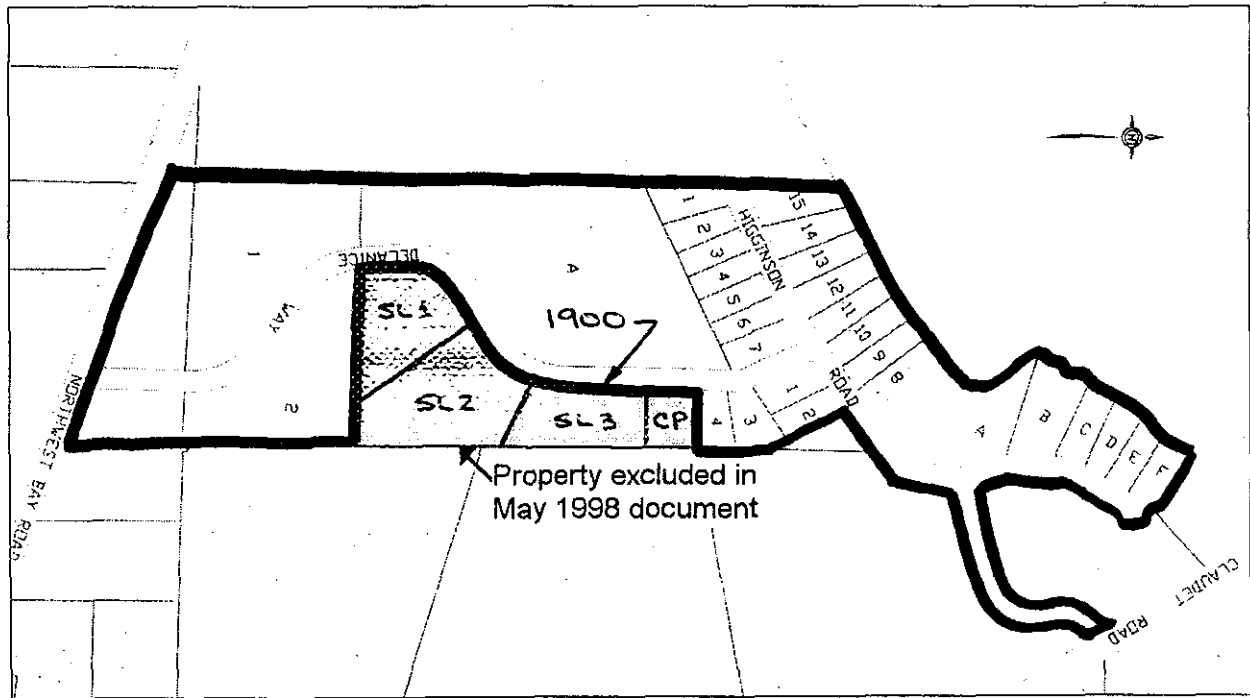 N
NORTHWEST BAY ROAD
1
WAY
2
DELANICE
A
SL1
SL2
SL3
CP
1900
Property excluded in
May 1998 document
1
2
3
4
5
6
7
HIGGINSON
ROAD
15
14
13
12
11
10
9
8
1
2
3
4
A
B
C
D
E
F
CLAUDET
ROAD